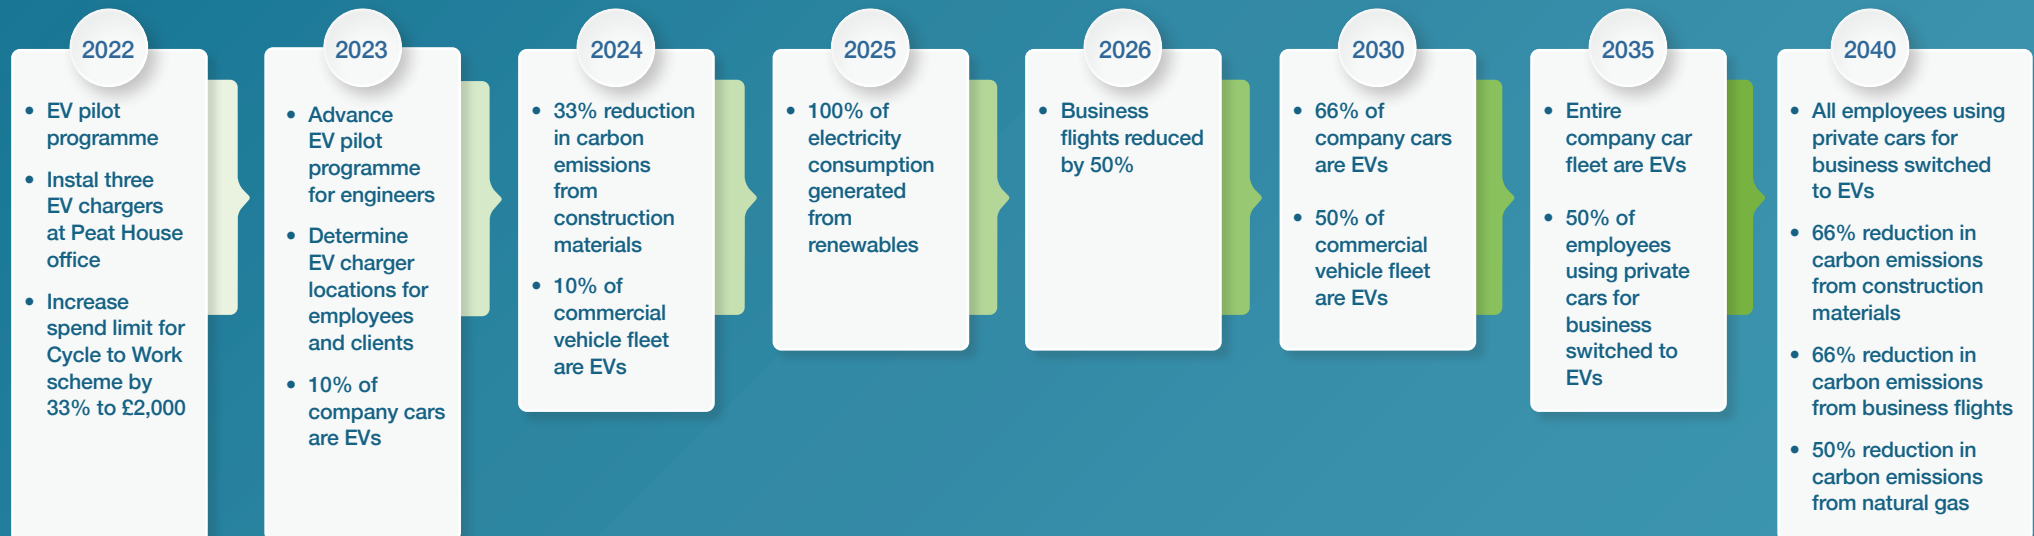 2022
• EV pilot
programme
• Instal three
EV chargers
at Peat House
office
• Increase
spend limit for
Cycle to Work
scheme by
33% to £2,000
2023
• Advance
EV pilot
programme
for engineers
• Determine
EV charger
locations for
employees
and clients
• 10% of
company cars
are EVs
2024
• 33% reduction
in carbon
emissions
from
construction
materials
• 10% of
commercial
vehicle fleet
are EVs
2025
• 100% of
electricity
consumption
generated
from
renewables
2026
• Business
flights reduced
by 50%
2030
• 66% of
company cars
are EVs
• 50% of
commercial
vehicle fleet
are EVs
2035
• Entire
company car
fleet are EVs
• 50% of
employees
using private
cars for
business
switched to
EVs
2040
• All employees using
private cars for
business switched
to EVs
• 66% reduction in
carbon emissions
from construction
materials
• 66% reduction in
carbon emissions
from business flights
• 50% reduction in
carbon emissions
from natural gas